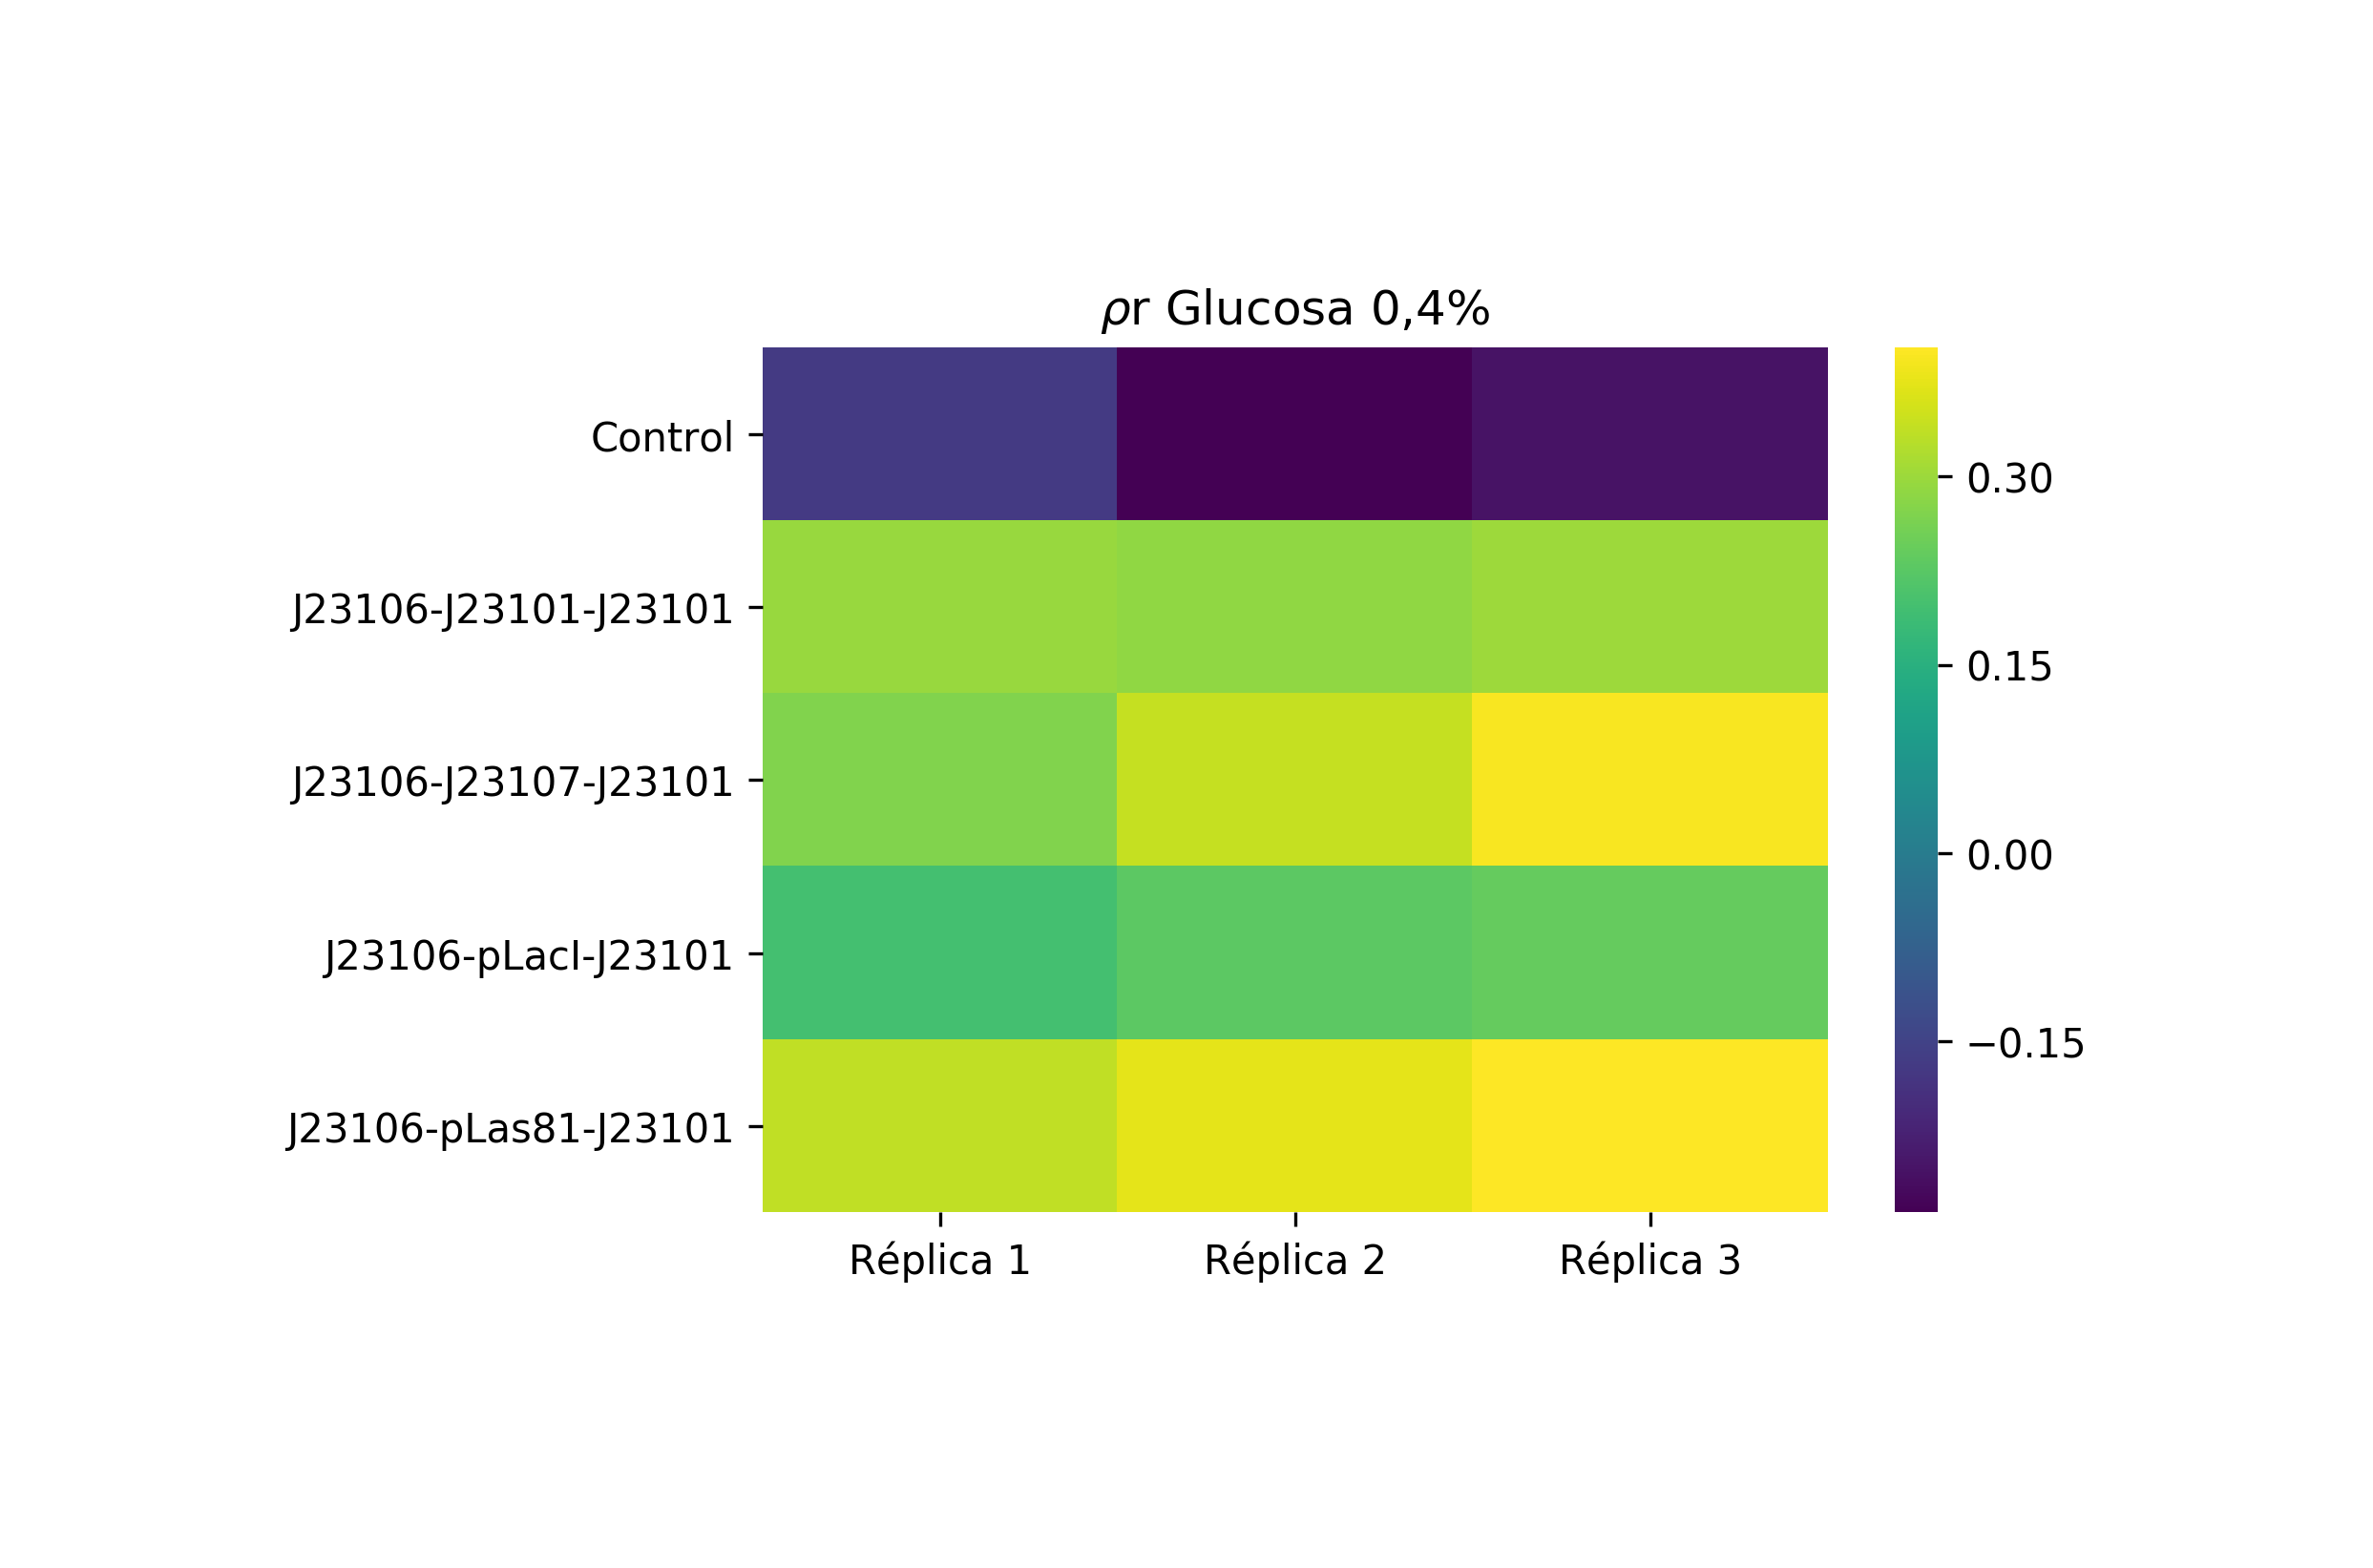 ρr Glucosa 0,4%
Control
J23106-J23101-J23101
J23106-J23107-J23101
J23106-pLacI-J23101
J23106-pLas81-J23101
Réplica 1
Réplica 2
Réplica 3
0.30
0.15
0.00
−0.15